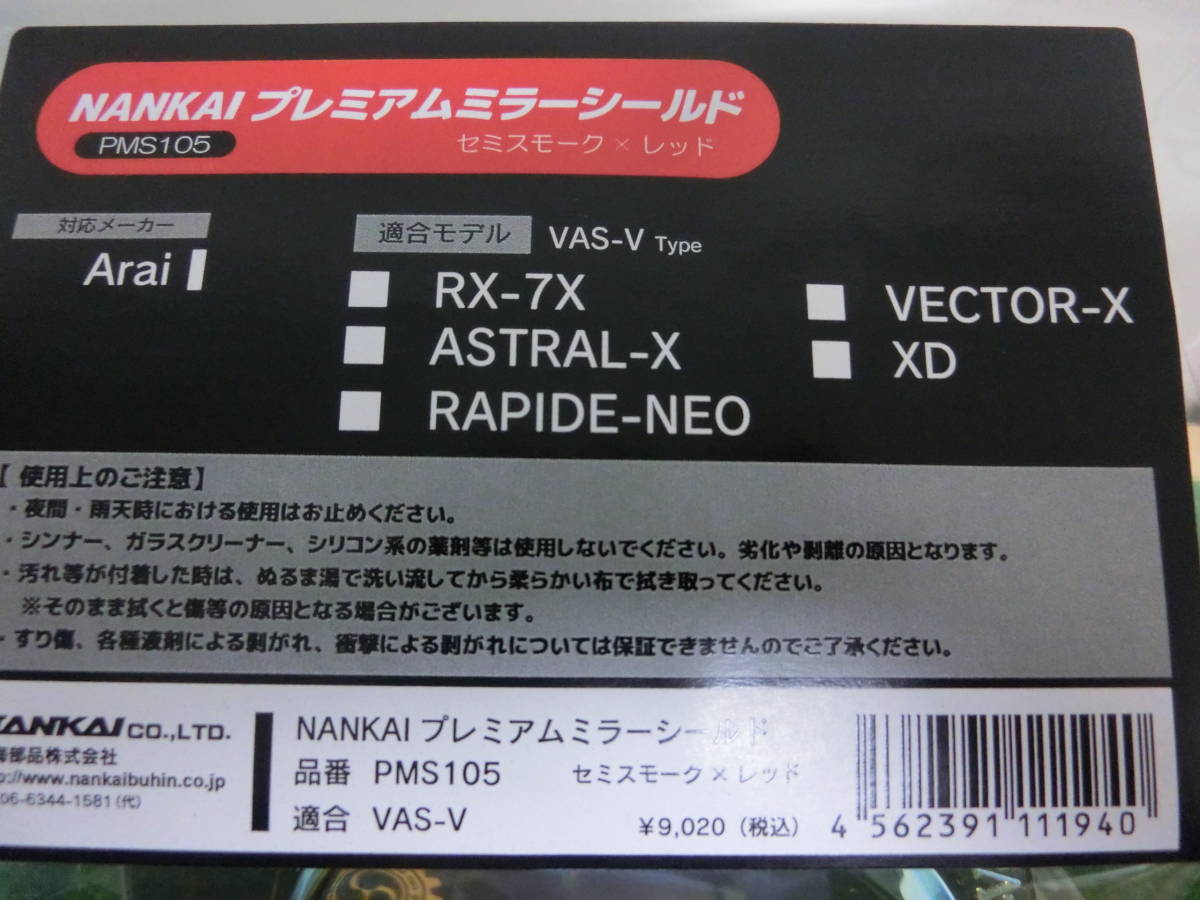 NANKAI プレミアムミラーシールド
PMS105
セミスモーク × レッド
対応メーカー
Arai
適合モデル VAS-V Type
RX-7X
VECTOR-X
ASTRAL-X
XD
RAPIDE-NEO
【使用上のご注意】
・夜間・雨天時における使用はお止めください。
・シンナー、ガラスクリーナー、シリコン系の薬剤等は使用しないでください。劣化や剥離の原因となります。
・汚れ等が付着した時は、ぬるま湯で洗い流してから柔らかい布で拭き取ってください。
※そのまま拭くと傷等の原因となる場合がございます。
・すり傷、各種液剤による剥がれ、衝撃による剥がれについては保証できませんのでご了承ください。
NANKAI CO.,LTD.
海部品株式会社
p://www.nankaibuhin.co.jp
06-6344-1581(代)
NANKAI プレミアムミラーシールド
品番 PMS105 セミスモーク × レッド
適合 VAS-V ¥9,020（税込）
4 562391 111940